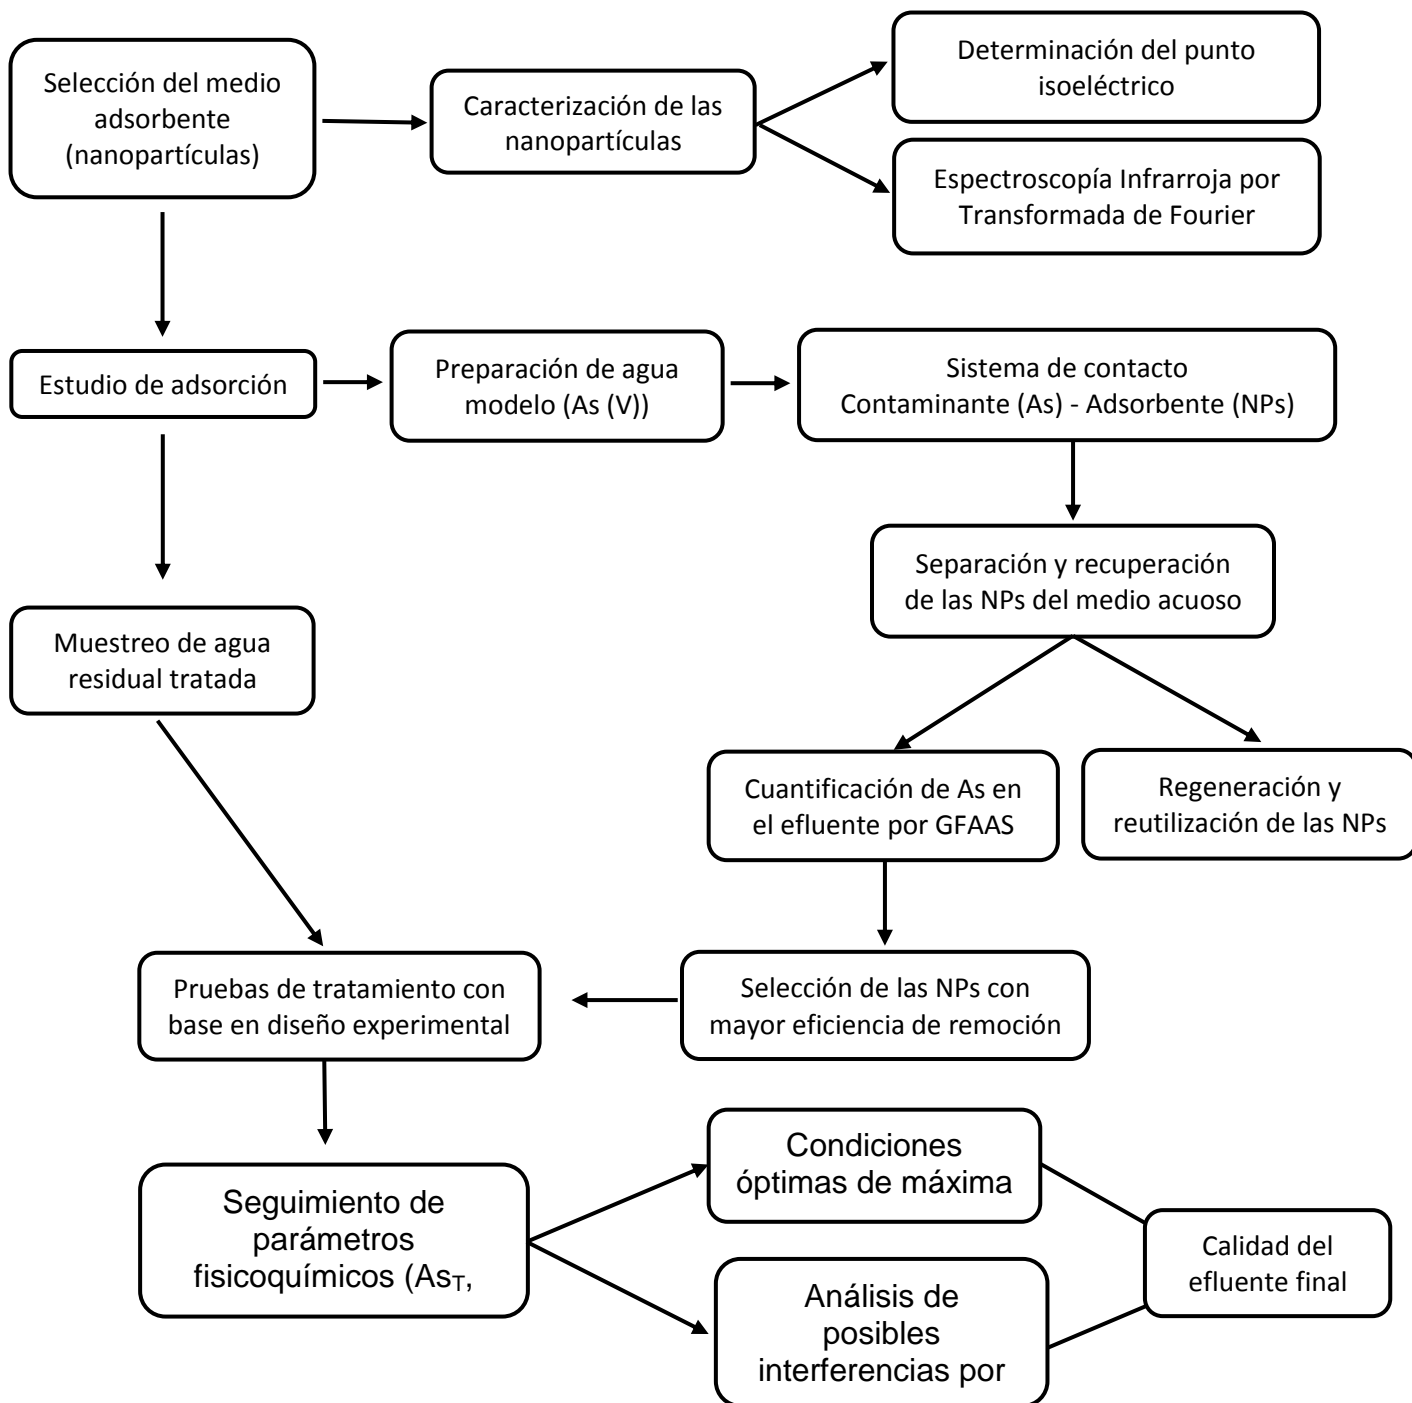 Selección del medio
adsorbente
(nanopartículas)
Caracterización de las
nanopartículas
Determinación del punto
isoeléctrico
Espectroscopía Infrarroja por
Transformada de Fourier
Estudio de adsorción
Preparación de agua
modelo (As (V))
Sistema de contacto
Contaminante (As) - Adsorbente (NPs)
Separación y recuperación
de las NPs del medio acuoso
Muestreo de agua
residual tratada
Cuantificación de As en
el efluente por GFAAS
Regeneración y
reutilización de las NPs
Pruebas de tratamiento con
base en diseño experimental
Selección de las NPs con
mayor eficiencia de remoción
Seguimiento de
parámetros
fisicoquímicos (As_T,
Condiciones
óptimas de máxima
Análisis de
posibles
interferencias por
Calidad del
efluente final